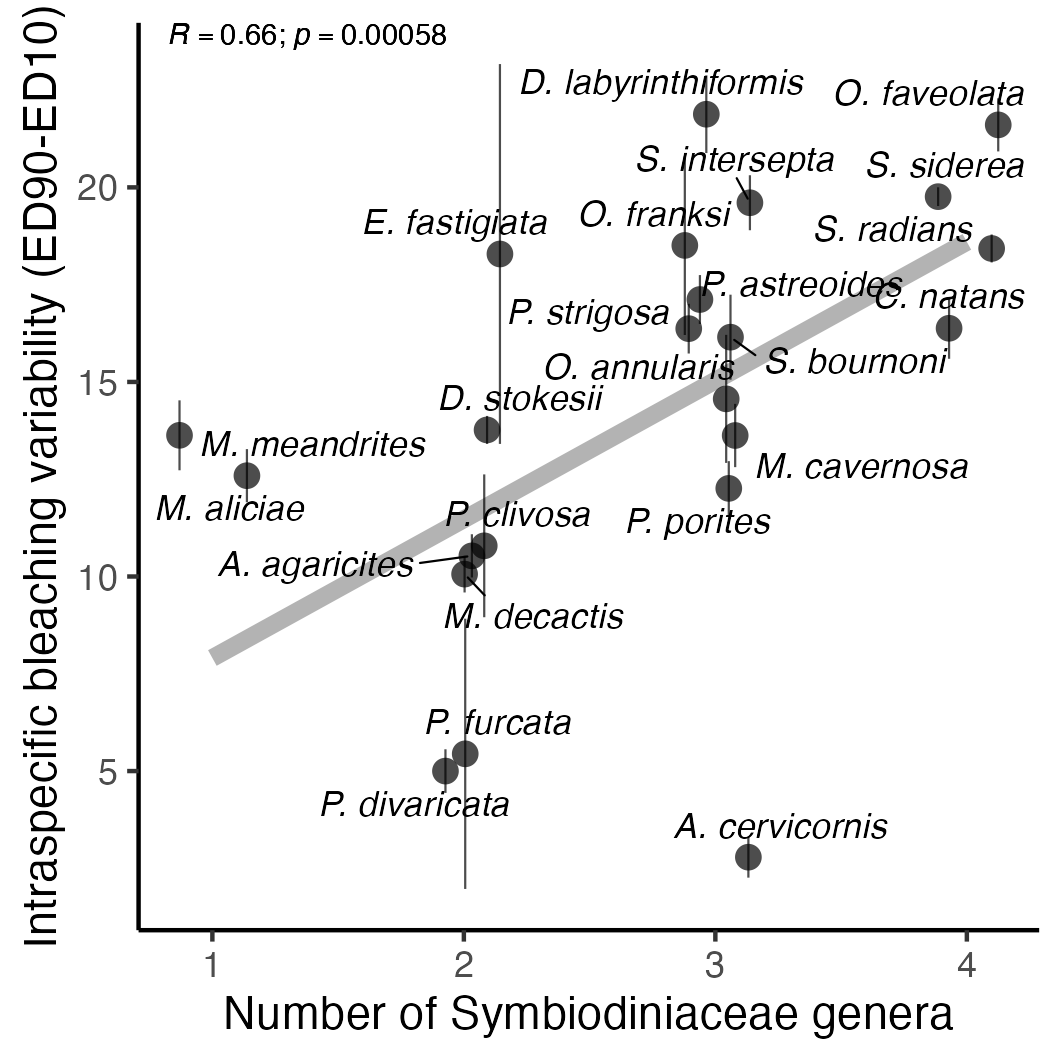 R = 0.66; p = 0.00058
Intraspecific bleaching variability (ED90-ED10)
D. labyrinthiformis
O. faveolata
S. intersepta
S. siderea
20
E. fastigiata
O. franksi
S. radians
P. astreoides
C. natans
P. strigosa
O. annularis
S. bournoni
15
D. stokesii
M. meandrites
M. cavernosa
M. aliciae
P. clivosa
P. porites
A. agaricites
10
M. decactis
P. furcata
5
P. divaricata
A. cervicornis
1 2 3 4
Number of Symbiodiniaceae genera